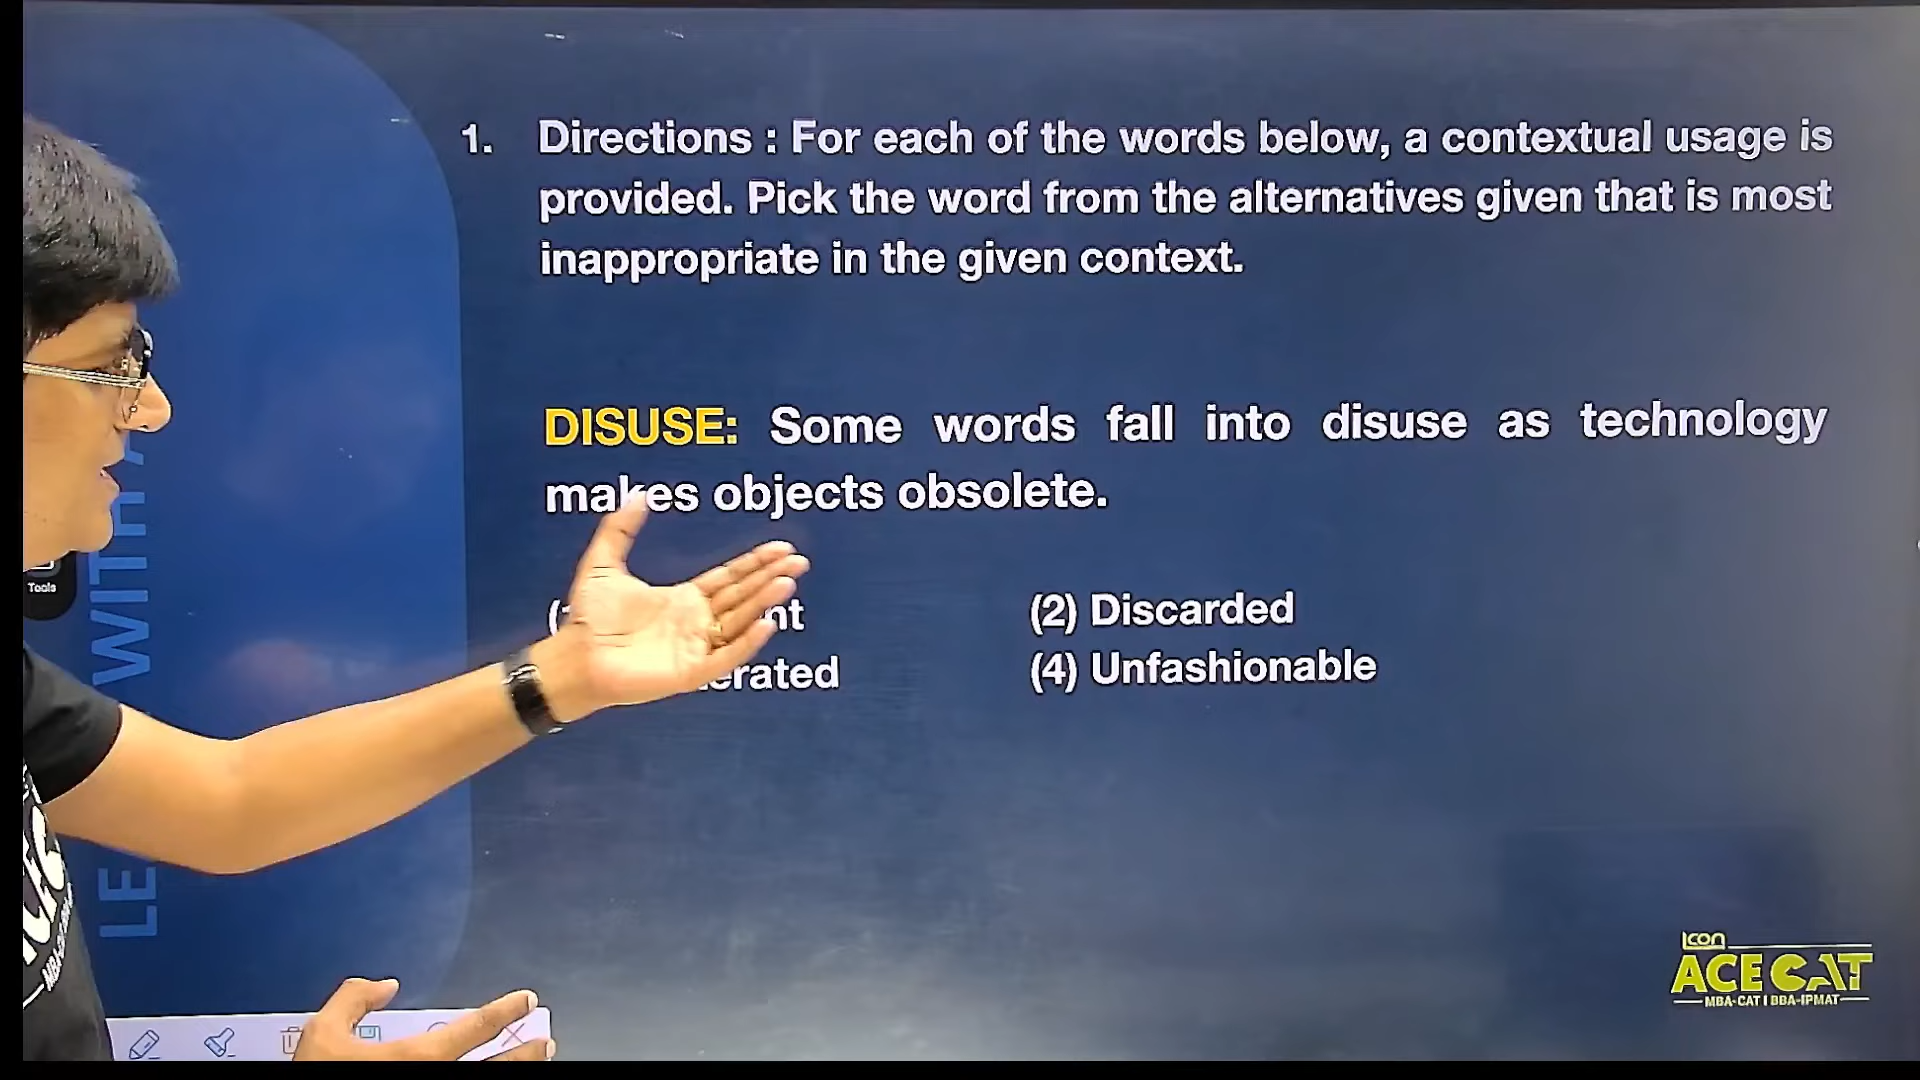 1. Directions : For each of the words below, a contextual usage is
provided. Pick the word from the alternatives given that is most
inappropriate in the given context.
DISUSE: Some words fall into disuse as technology
makes objects obsolete.
(2) Discarded
(4) Unfashionable
Tools
LE
WITH
Icon
ACE CAT
MBA-CAT I BBA-IPMAT